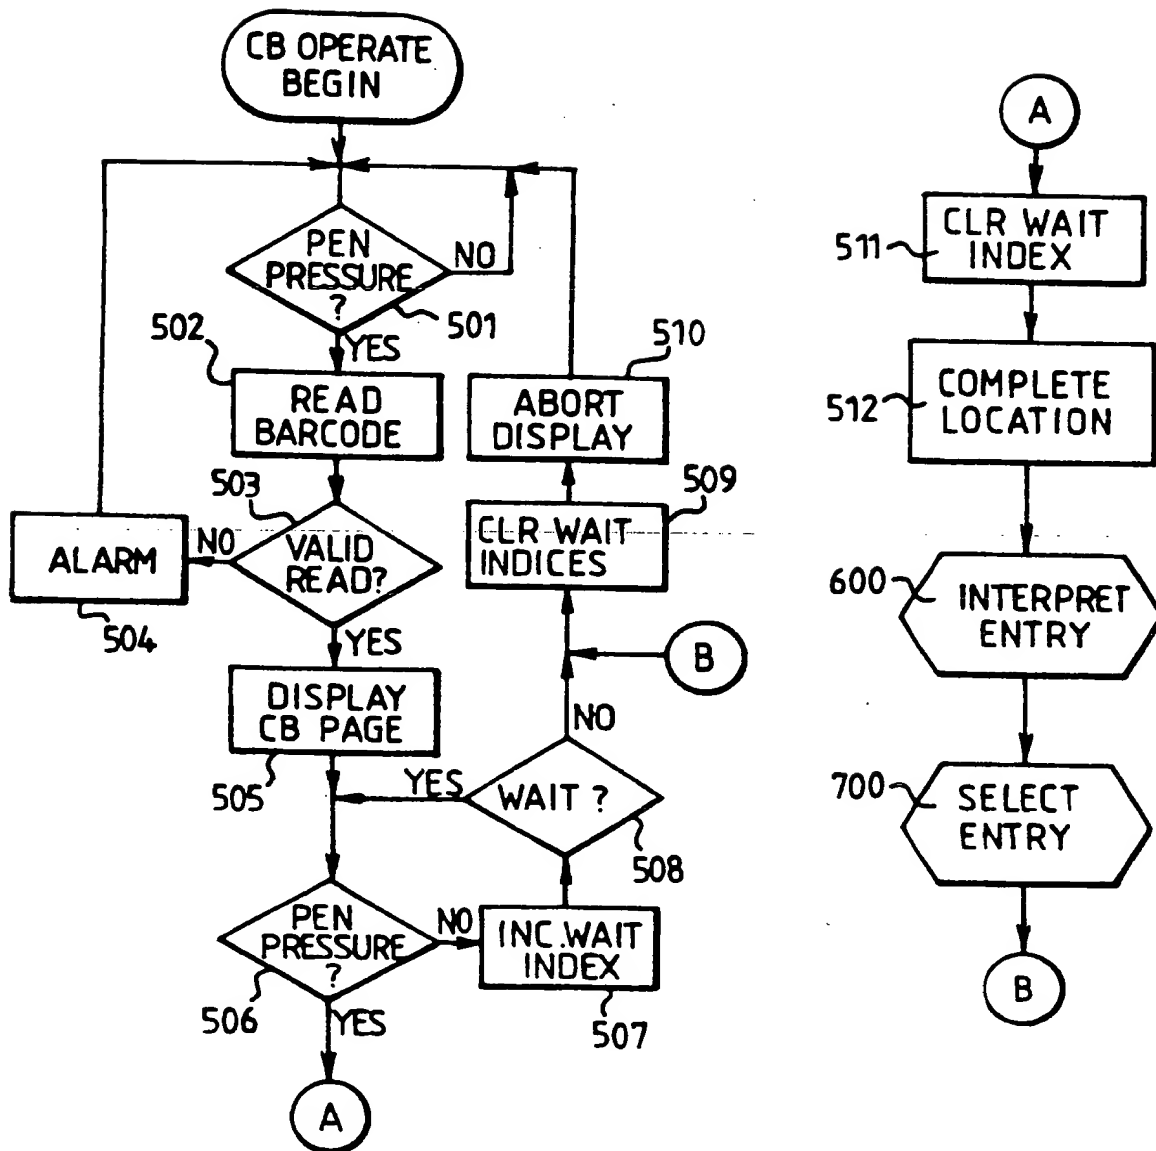 CB OPERATE
BEGIN
PEN
PRESSURE
?
NO
501
YES
502
READ
BARCODE
503
VALID
READ?
NO
ALARM
504
YES
DISPLAY
CB PAGE
505
PEN
PRESSURE
?
506
NO
YES
A
INC.WAIT
INDEX
507
WAIT ?
508
YES
NO
B
CLR WAIT
INDICES
509
ABORT
DISPLAY
510
A
CLR WAIT
INDEX
511
COMPLETE
LOCATION
512
INTERPRET
ENTRY
600
SELECT
ENTRY
700
B